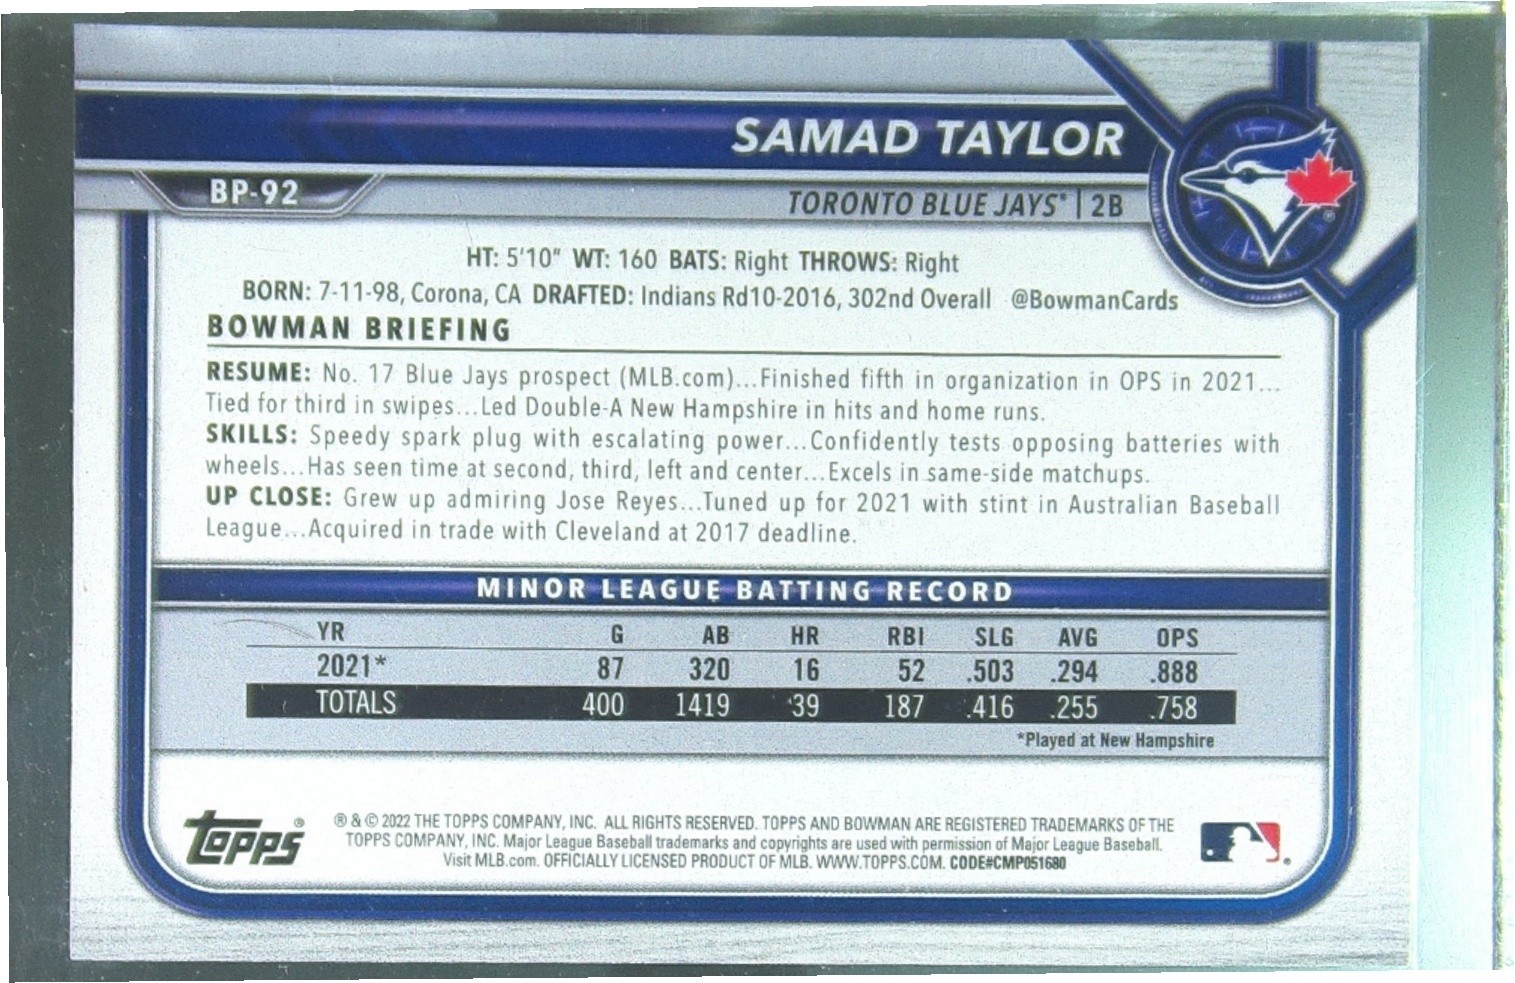 SAMAD TAYLOR
BP-92
TORONTO BLUE JAYS® | 2B
HT: 5'10" WT: 160 BATS: Right THROWS: Right
BORN: 7-11-98, Corona, CA DRAFTED: Indians Rd10-2016, 302nd Overall @BowmanCards
BOWMAN BRIEFING
RESUME: No. 17 Blue Jays prospect (MLB.com)...Finished fifth in organization in OPS in 2021...
Tied for third in swipes...Led Double-A New Hampshire in hits and home runs.
SKILLS: Speedy spark plug with escalating power...Confidently tests opposing batteries with
wheels...Has seen time at second, third, left and center...Excels in same-side matchups.
UP CLOSE: Grew up admiring Jose Reyes...Tuned up for 2021 with stint in Australian Baseball
League...Acquired in trade with Cleveland at 2017 deadline.
MINOR LEAGUE BATTING RECORD
YR G AB HR RBI SLG AVG OPS
2021* 87 320 16 52 .503 .294 .888
TOTALS 400 1419 39 187 .416 .255 .758
*Played at New Hampshire
Topps®
® & © 2022 THE TOPPS COMPANY, INC. ALL RIGHTS RESERVED. TOPPS AND BOWMAN ARE REGISTERED TRADEMARKS OF THE
TOPPS COMPANY, INC. Major League Baseball trademarks and copyrights are used with permission of Major League Baseball.
Visit MLB.com. OFFICIALLY LICENSED PRODUCT OF MLB. WWW.TOPPS.COM. CODE#CMP051680